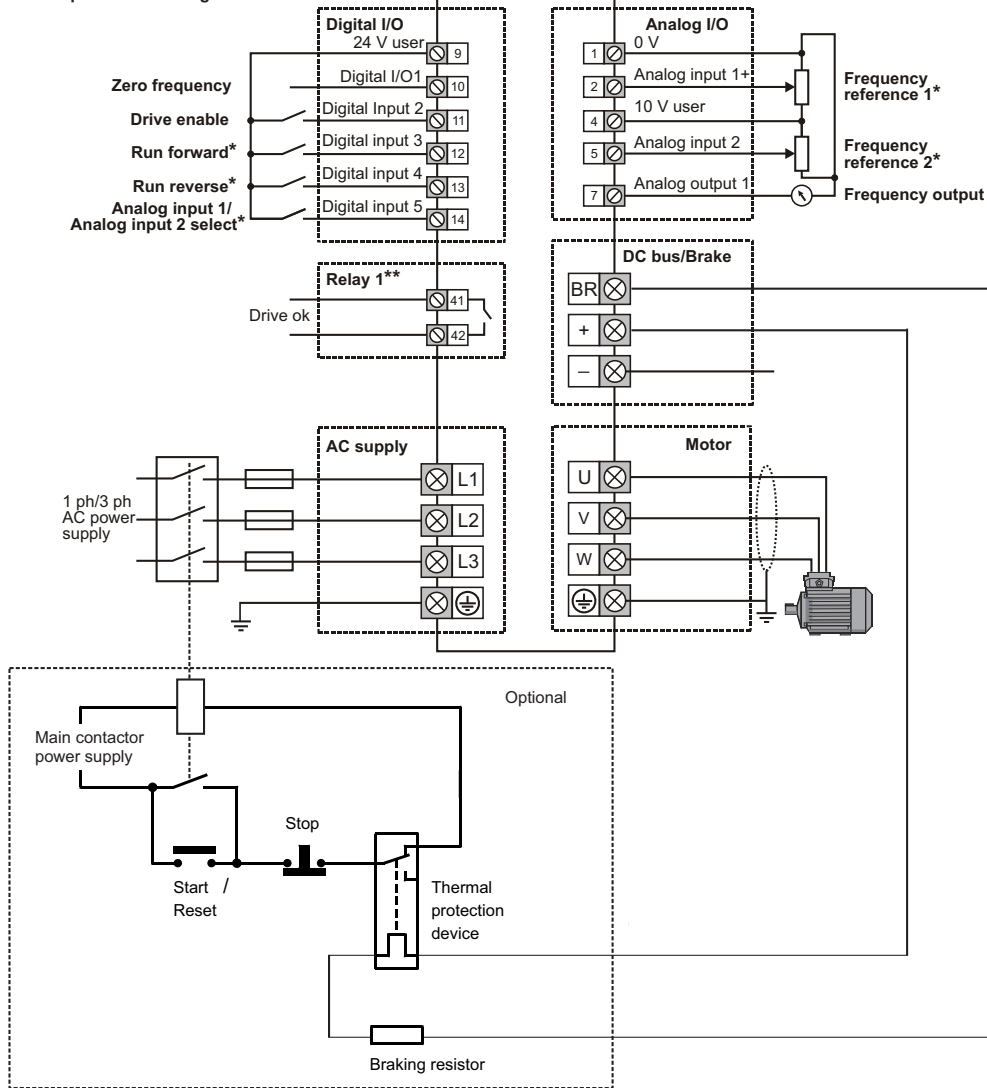 Digital I/O
24 V user
9
Zero frequency
Digital I/O1
10
Drive enable
Digital Input 2
11
Run forward*
Digital input 3
12
Run reverse*
Digital input 4
13
Analog input 1/
Analog input 2 select*
Digital input 5
14
Analog I/O
1
0 V
2
Analog input 1+
Frequency
reference 1*
4
10 V user
5
Analog input 2
Frequency
reference 2*
7
Analog output 1
Frequency output
Relay 1**
41
Drive ok
42
DC bus/Brake
BR
+
–
AC supply
1 ph/3 ph
AC power
supply
L1
L2
L3
Motor
U
V
W
Optional
Main contactor
power supply
Stop
Start /
Reset
Thermal
protection
device
Braking resistor